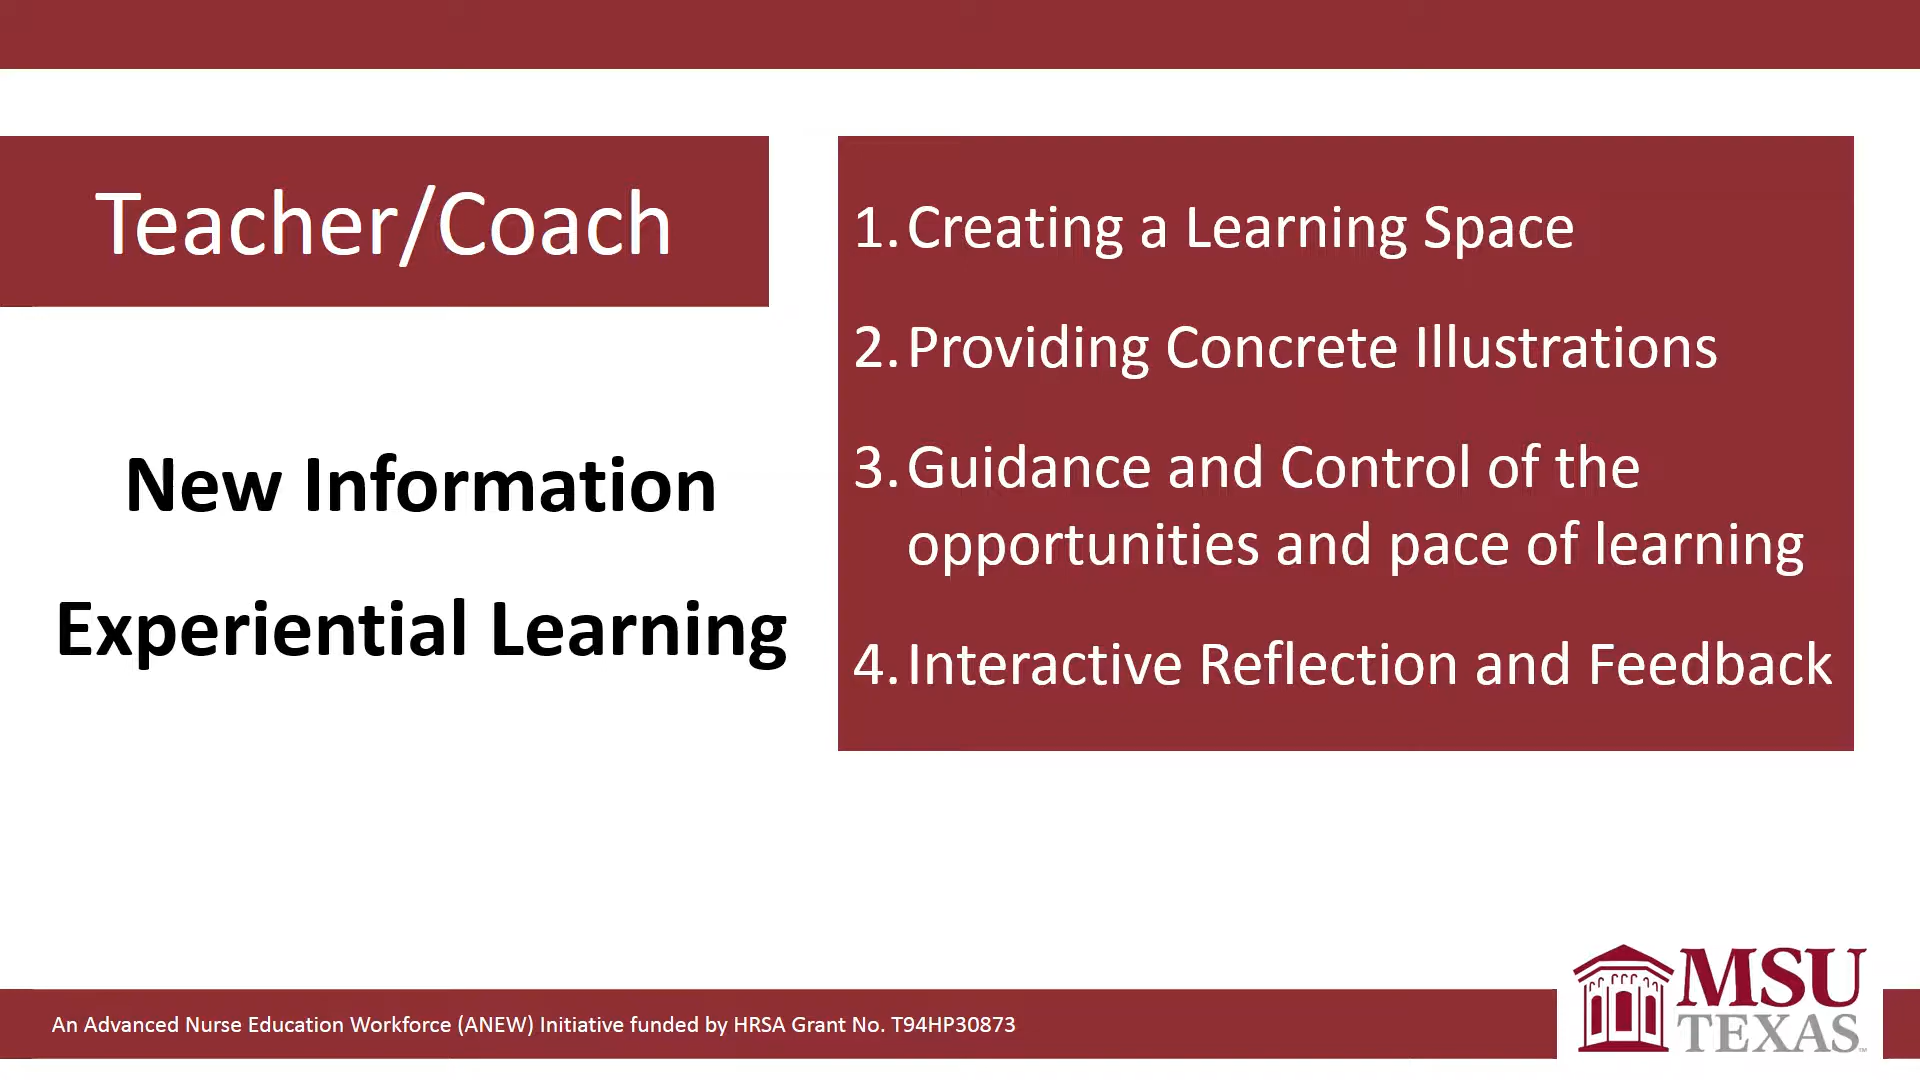 Teacher/Coach
New Information
Experiential Learning
1. Creating a Learning Space
2. Providing Concrete Illustrations
3. Guidance and Control of the
opportunities and pace of learning
4. Interactive Reflection and Feedback
An Advanced Nurse Education Workforce (ANEW) Initiative funded by HRSA Grant No. T94HP30873
MSU
TEXAS™